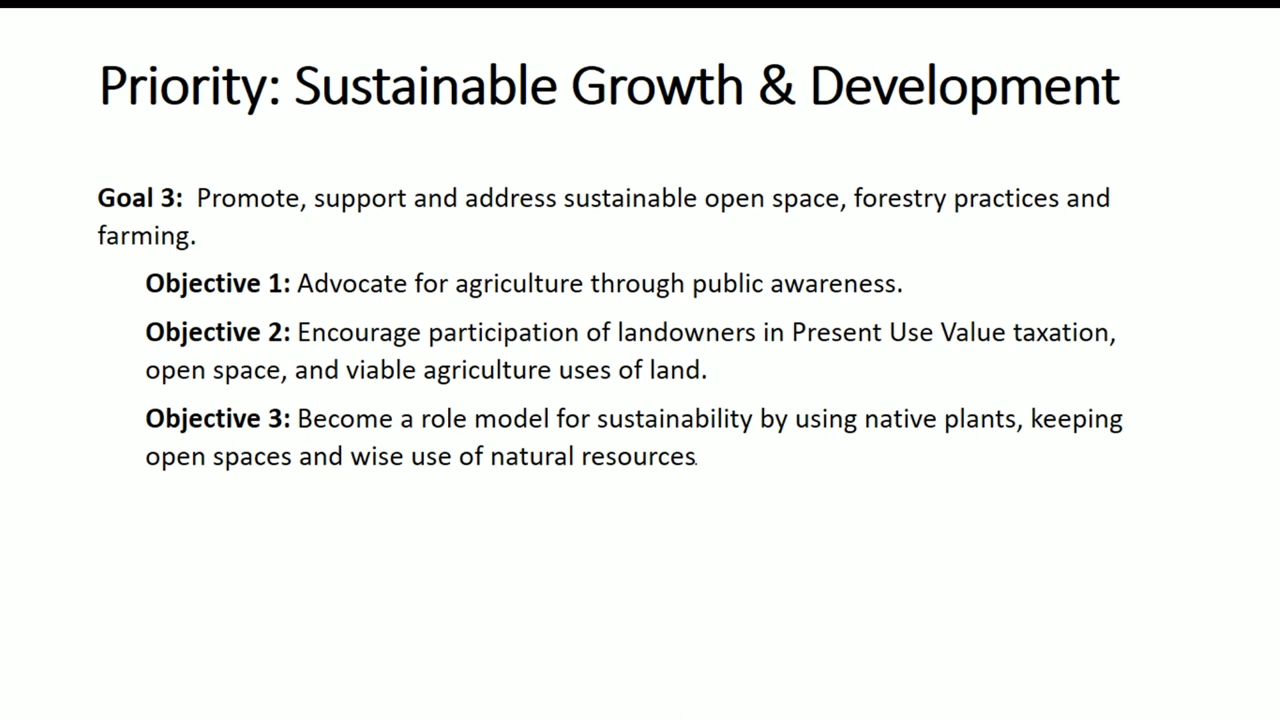 Priority: Sustainable Growth & Development
Goal 3: Promote, support and address sustainable open space, forestry practices and
farming.
Objective 1: Advocate for agriculture through public awareness.
Objective 2: Encourage participation of landowners in Present Use Value taxation,
open space, and viable agriculture uses of land.
Objective 3: Become a role model for sustainability by using native plants, keeping
open spaces and wise use of natural resources.